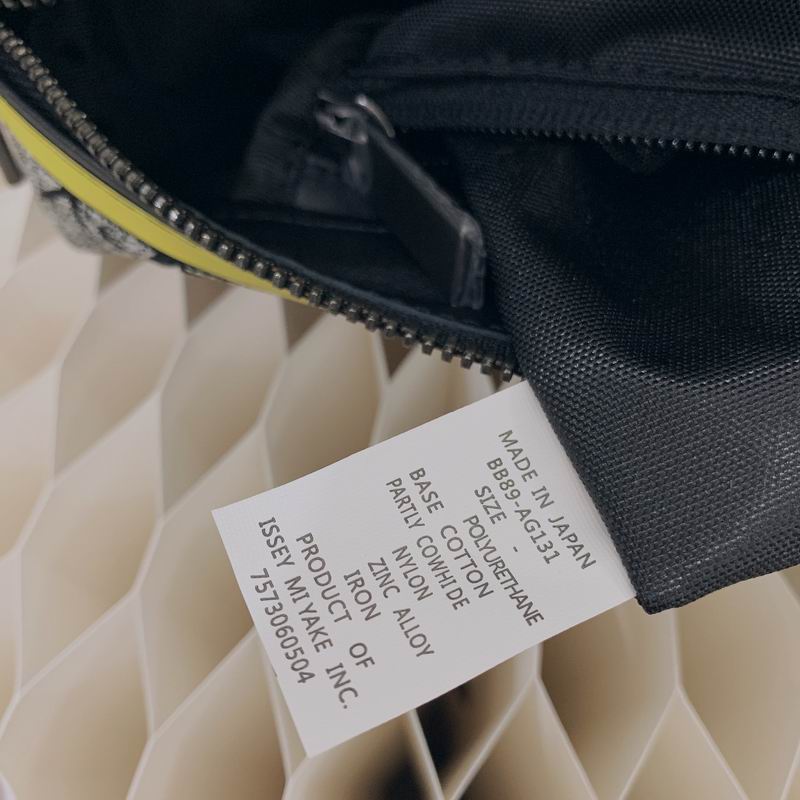 MADE IN JAPAN
BB89-AG131
SIZE -
POLYURETHANE
BASE COTTON
PARTLY COWHIDE
NYLON
ZINC ALLOY
IRON
PRODUCT OF
ISSEY MIYAKE INC.
7573060504